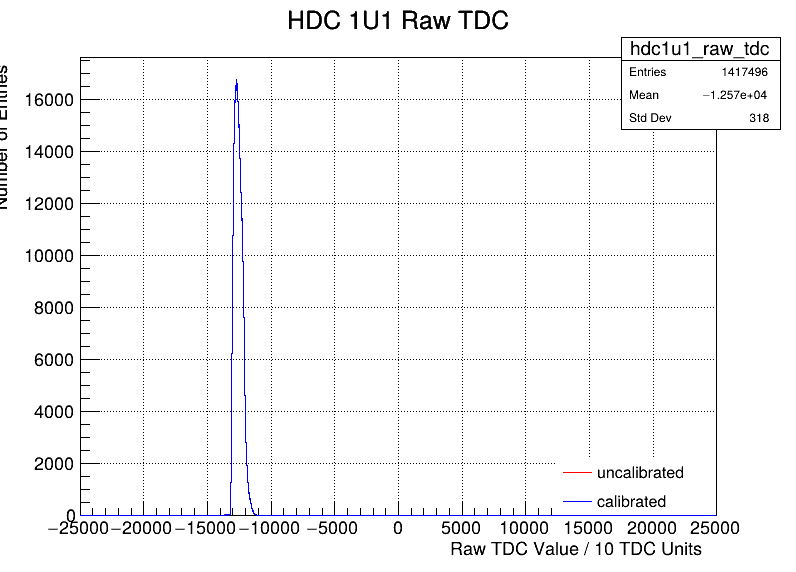 HDC 1U1 Raw TDC
hdc1u1_raw_tdc
Entries 1417496
Mean −1.257e+04
Std Dev 318
Number of Entries
16000
14000
12000
10000
8000
6000
4000
2000
0
uncalibrated
calibrated
−25000 −20000 −15000 −10000 −5000 0 5000 10000 15000 20000 25000
Raw TDC Value / 10 TDC Units